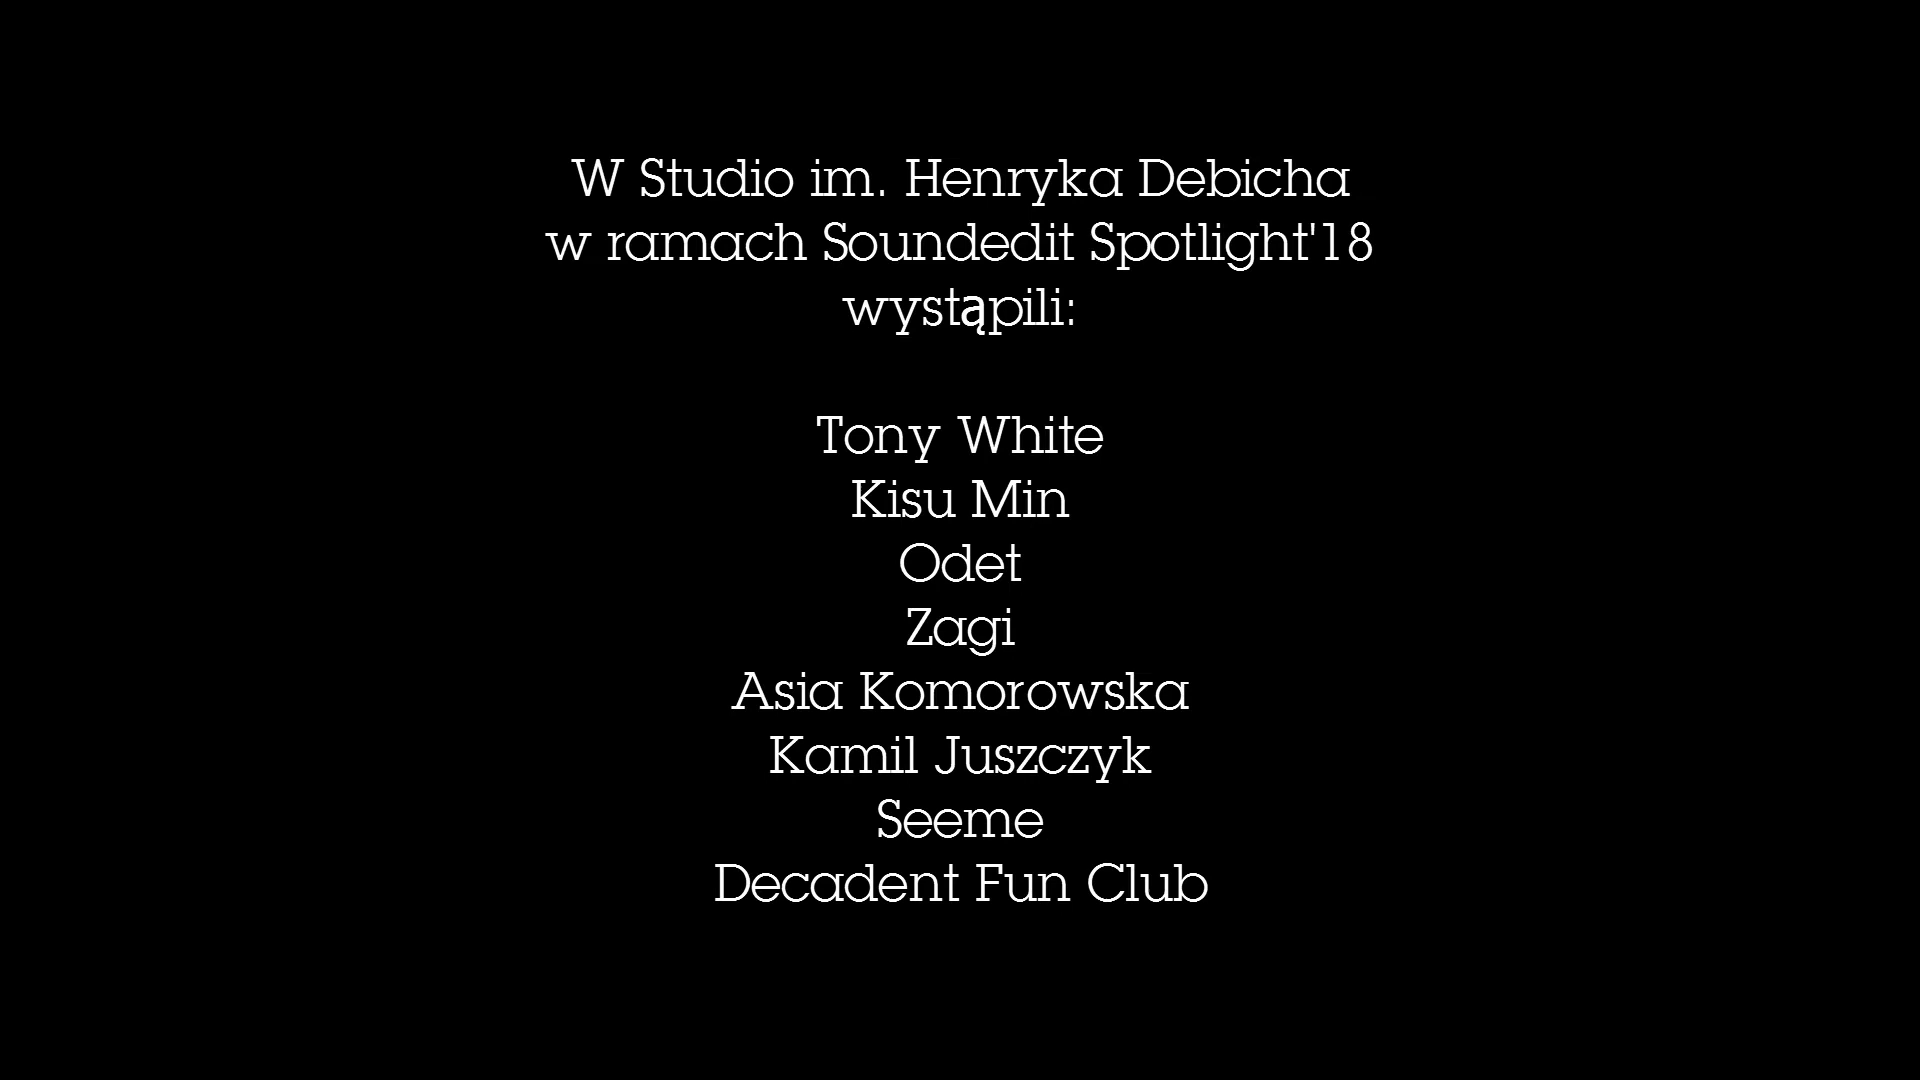 W Studio im. Henryka Debicha
w ramach Soundedit Spotlight'18
wystąpili:
Tony White
Kisu Min
Odet
Zagi
Asia Komorowska
Kamil Juszczyk
Seeme
Decadent Fun Club